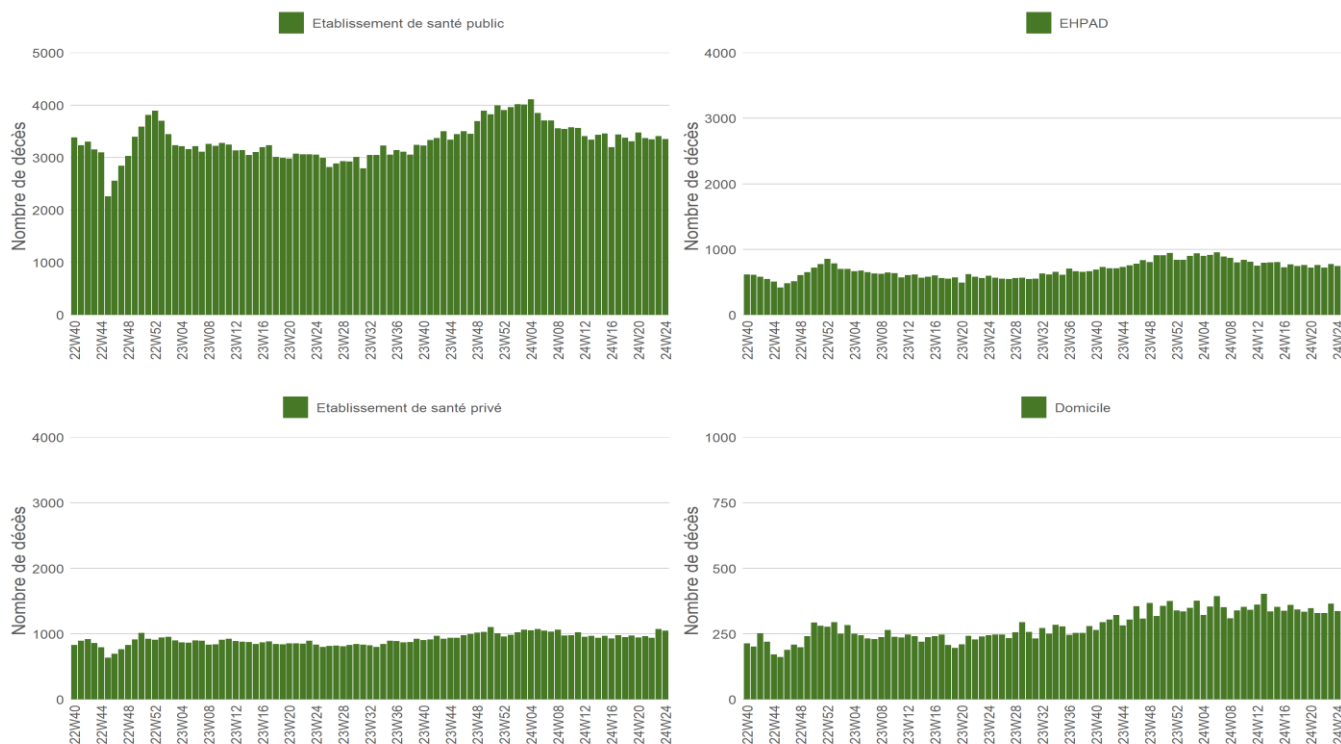 Etablissement de santé public
Nombre de décès
5000
4000
3000
2000
1000
0
22W40
22W44
22W48
22W52
23W04
23W08
23W12
23W16
23W20
23W24
23W28
23W32
23W36
23W40
23W44
23W48
23W52
24W04
24W08
24W12
24W16
24W20
24W24
EHPAD
Nombre de décès
4000
3000
2000
1000
0
22W40
22W44
22W48
22W52
23W04
23W08
23W12
23W16
23W20
23W24
23W28
23W32
23W36
23W40
23W44
23W48
23W52
24W04
24W08
24W12
24W16
24W20
24W24
Etablissement de santé privé
Nombre de décès
4000
3000
2000
1000
0
22W40
22W44
22W48
22W52
23W04
23W08
23W12
23W16
23W20
23W24
23W28
23W32
23W36
23W40
23W44
23W48
23W52
24W04
24W08
24W12
24W16
24W20
24W24
Domicile
Nombre de décès
1000
750
500
250
0
22W40
22W44
22W48
22W52
23W04
23W08
23W12
23W16
23W20
23W24
23W28
23W32
23W36
23W40
23W44
23W48
23W52
24W04
24W08
24W12
24W16
24W20
24W24